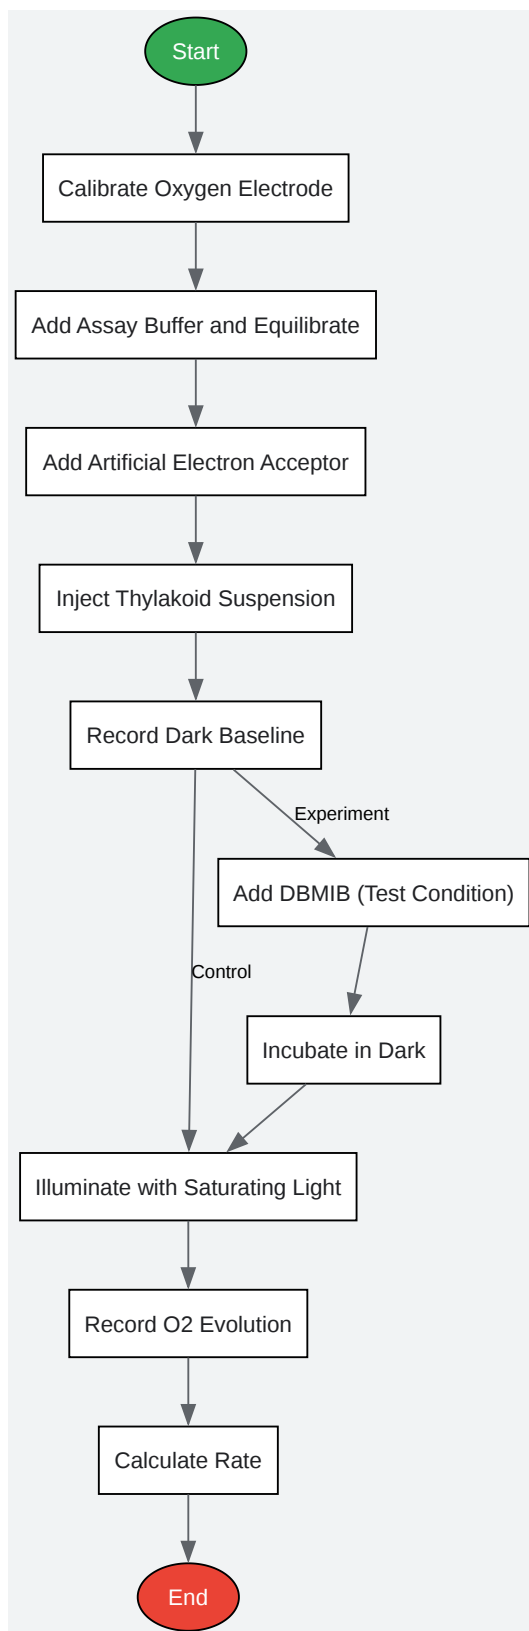 Start
Calibrate Oxygen Electrode
Add Assay Buffer and Equilibrate
Add Artificial Electron Acceptor
Inject Thylakoid Suspension
Record Dark Baseline
Experiment
Add DBMIB (Test Condition)
Control
Incubate in Dark
Illuminate with Saturating Light
Record O2 Evolution
Calculate Rate
End